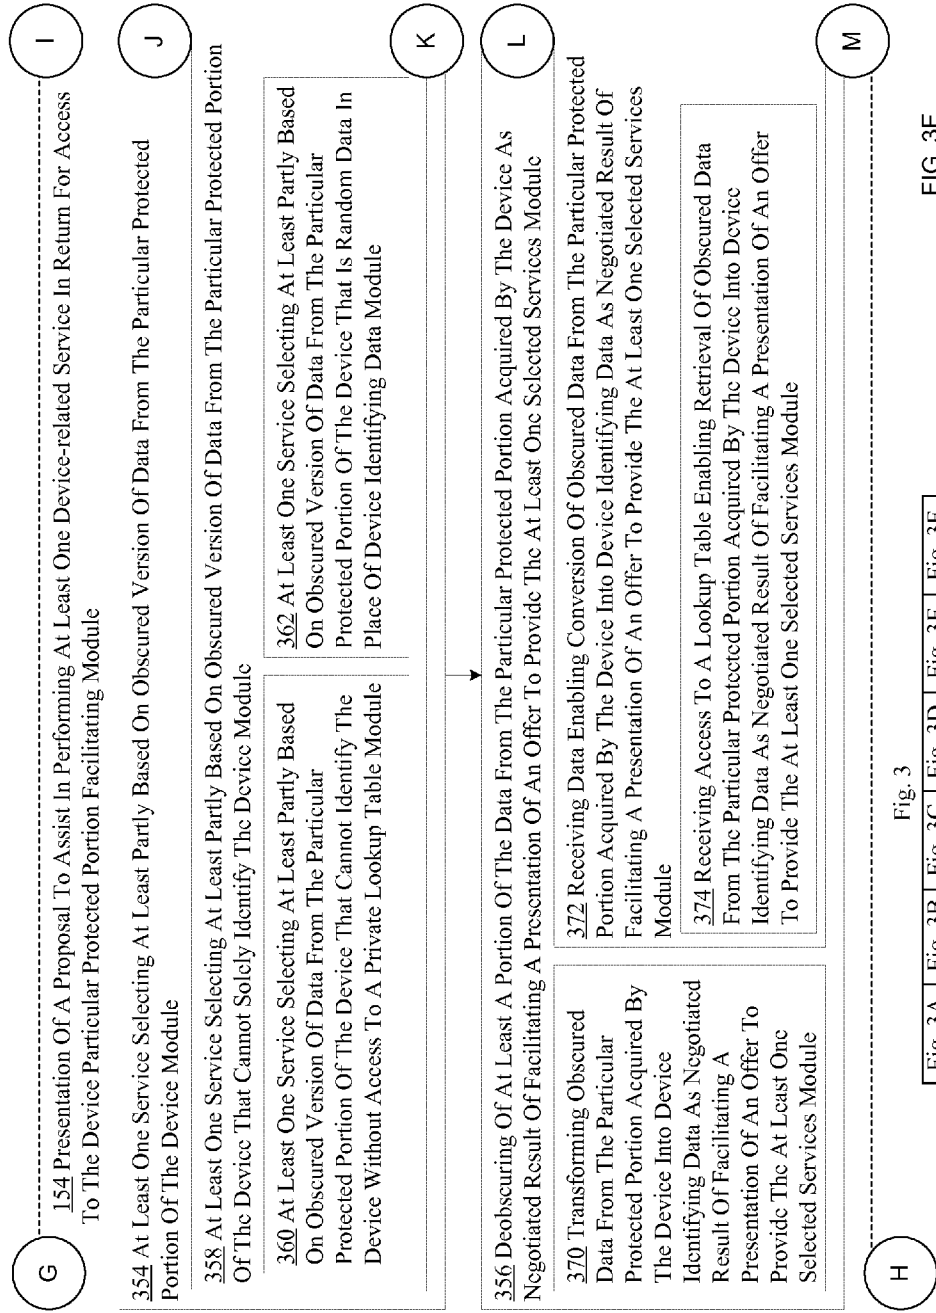 G
I
154 Presentation Of A Proposal To Assist In Performing At Least One Device-related Service In Return For Access
To The Device Particular Protected Portion Facilitating Module
J
354 At Least One Service Selecting At Least Partly Based On Obscured Version Of Data From The Particular Protected
Portion Of The Device Module
358 At Least One Service Selecting At Least Partly Based On Obscured Version Of Data From The Particular Protected Portion
Of The Device That Cannot Solely Identify The Device Module
360 At Least One Service Selecting At Least Partly Based
On Obscured Version Of Data From The Particular
Protected Portion Of The Device That Cannot Identify The
Device Without Access To A Private Lookup Table Module
362 At Least One Service Selecting At Least Partly Based
On Obscured Version Of Data From The Particular
Protected Portion Of The Device That Is Random Data In
Place Of Device Identifying Data Module
K
L
356 Deobscuring Of At Least A Portion Of The Data From The Particular Protected Portion Acquired By The Device As
Negotiated Result Of Facilitating A Presentation Of An Offer To Provide The At Least One Selected Services Module
370 Transforming Obscured
Data From The Particular
Protected Portion Acquired By
The Device Into Device
Identifying Data As Negotiated
Result Of Facilitating A
Presentation Of An Offer To
Provide The At Least One
Selected Services Module
372 Receiving Data Enabling Conversion Of Obscured Data From The Particular Protected
Portion Acquired By The Device Into Device Identifying Data As Negotiated Result Of
Facilitating A Presentation Of An Offer To Provide The At Least One Selected Services
Module
374 Receiving Access To A Lookup Table Enabling Retrieval Of Obscured Data
From The Particular Protected Portion Acquired By The Device Into Device
Identifying Data As Negotiated Result Of Facilitating A Presentation Of An Offer
To Provide The At Least One Selected Services Module
H
M
Fig. 3
Fig. 3A Fig. 3B Fig. 3C Fig. 3D Fig. 3E Fig. 3F